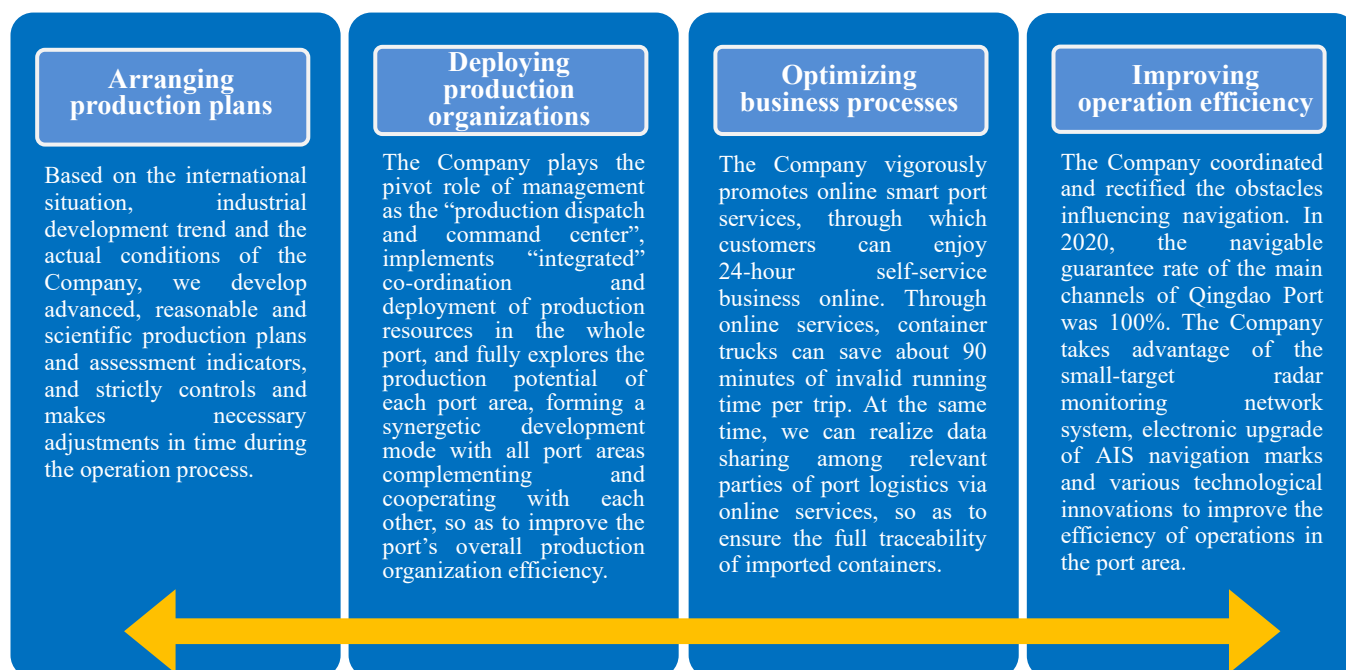 Arranging
production plans
Based on the international
situation, industrial
development trend and the
actual conditions of the
Company, we develop
advanced, reasonable and
scientific production plans
and assessment indicators,
and strictly controls and
makes necessary
adjustments in time during
the operation process.
Deploying
production
organizations
The Company plays the
pivot role of management
as the “production dispatch
and command center”,
implements “integrated”
co-ordination and
deployment of production
resources in the whole
port, and fully explores the
production potential of
each port area, forming a
synergetic development
mode with all port areas
complementing and
cooperating with each
other, so as to improve the
port’s overall production
organization efficiency.
Optimizing
business processes
The Company vigorously
promotes online smart port
services, through which
customers can enjoy
24-hour self-service
business online. Through
online services, container
trucks can save about 90
minutes of invalid running
time per trip. At the same
time, we can realize data
sharing among relevant
parties of port logistics via
online services, so as to
ensure the full traceability
of imported containers.
Improving
operation efficiency
The Company coordinated
and rectified the obstacles
influencing navigation. In
2020, the navigable
guarantee rate of the main
channels of Qingdao Port
was 100%. The Company
takes advantage of the
small-target radar
monitoring network
system, electronic upgrade
of AIS navigation marks
and various technological
innovations to improve the
efficiency of operations in
the port area.